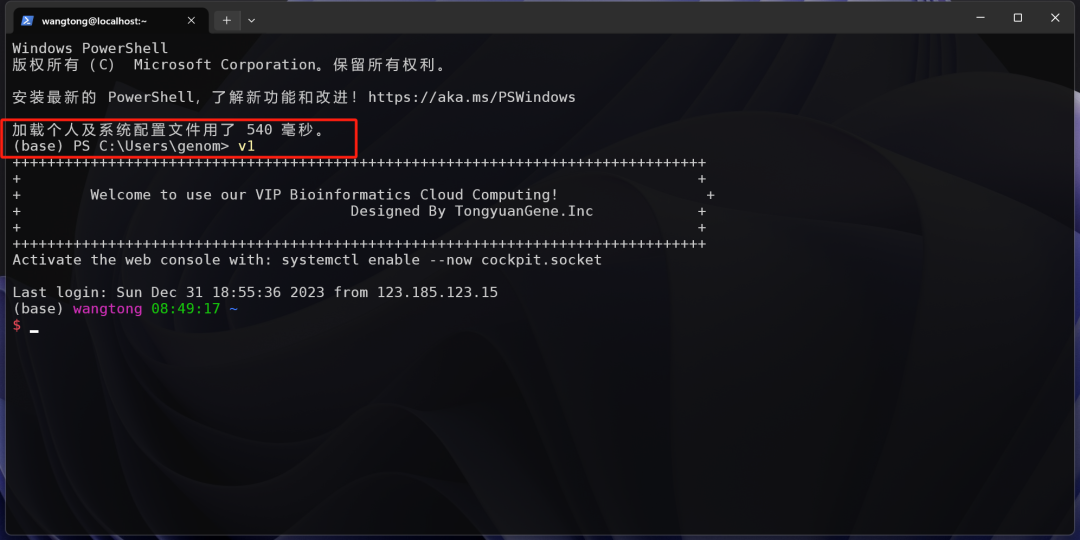 wangtong@localhost:~
Windows PowerShell
版权所有 (C)  Microsoft Corporation。保留所有权利。
安装最新的 PowerShell，了解新功能和改进！https://aka.ms/PSWindows
加载个人及系统配置文件用了 540 毫秒。
(base) PS C:\Users\genom> v1
++++++++++++++++++++++++++++++++++++++++++++++++++++++++++++++++++++++++++++++++
+                                                                              +
+        Welcome to use our VIP Bioinformatics Cloud Computing!                 +
+                                      Designed By TongyuanGene.Inc            +
+                                                                              +
++++++++++++++++++++++++++++++++++++++++++++++++++++++++++++++++++++++++++++++++
Activate the web console with: systemctl enable --now cockpit.socket
Last login: Sun Dec 31 18:55:36 2023 from 123.185.123.15
(base) wangtong 08:49:17 ~
$